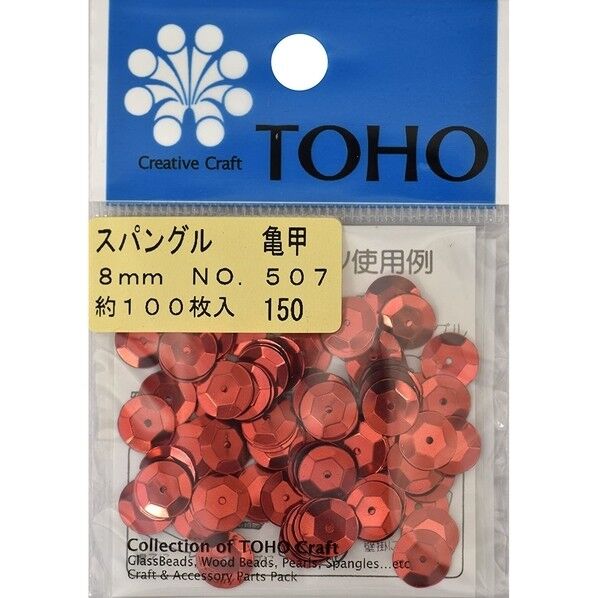 Creative Craft
TOHO
スパングル 亀甲
8mm NO. 507
約100枚入 150
使用例
Collection of TOHO Craft
GlassBeads, Wood Beads, Pearls, Spangles...etc
Craft & Accessory Parts Pack